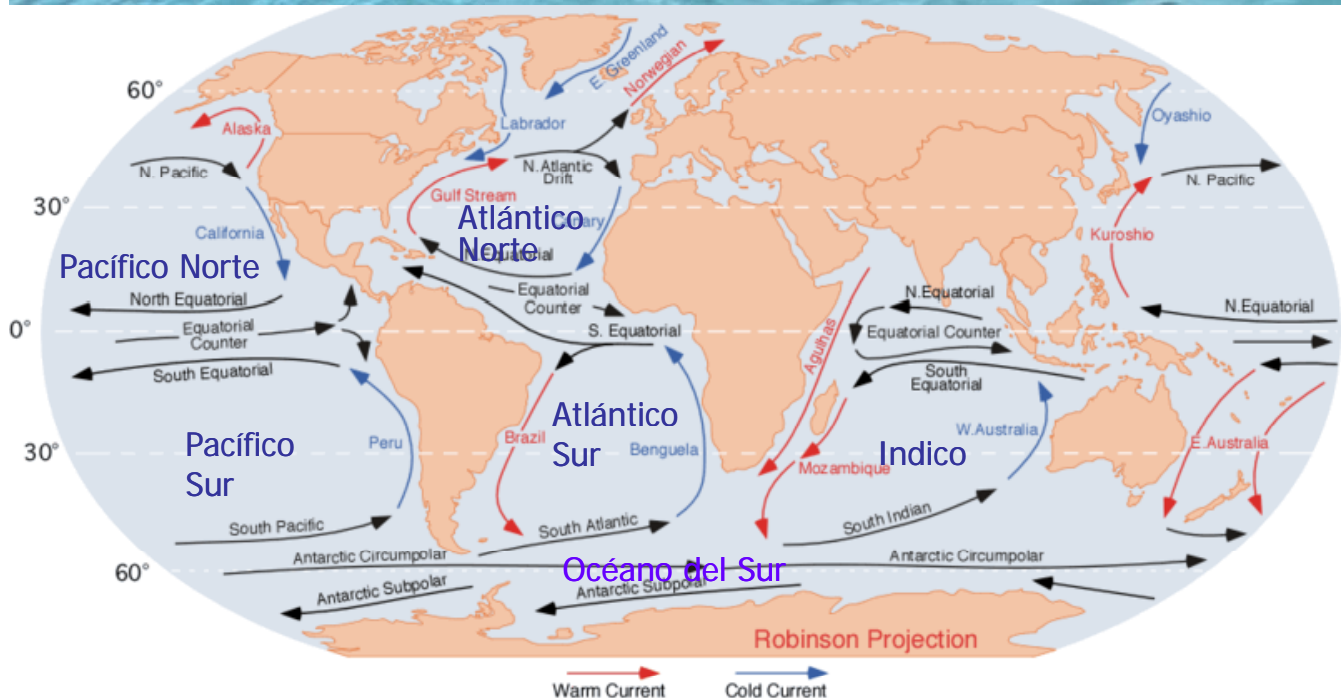 60°
E. Greenland
Norwegian
Labrador
Alaska
Oyashio
N. Pacific
N. Atlantic
Drift
N. Pacific
30°
Gulf Stream
Atlántico
Norte
Canary
California
Kuroshio
Pacífico Norte
N.Equatorial
North Equatorial
Equatorial
Counter
N.Equatorial
N.Equatorial
0°
Equatorial
Counter
S. Equatorial
Equatorial Counter
Agulhas
South Equatorial
South
Equatorial
Atlántico
Sur
Pacífico
Sur
Peru
Brazil
Benguela
W.Australia
E.Australia
30°
Indico
Mozambique
South Pacific
South Atlantic
South Indian
Antarctic Circumpolar
Antarctic Circumpolar
Océano del Sur
60°
Antarctic Subpolar
Antarctic Subpolar
Robinson Projection
Warm Current
Cold Current